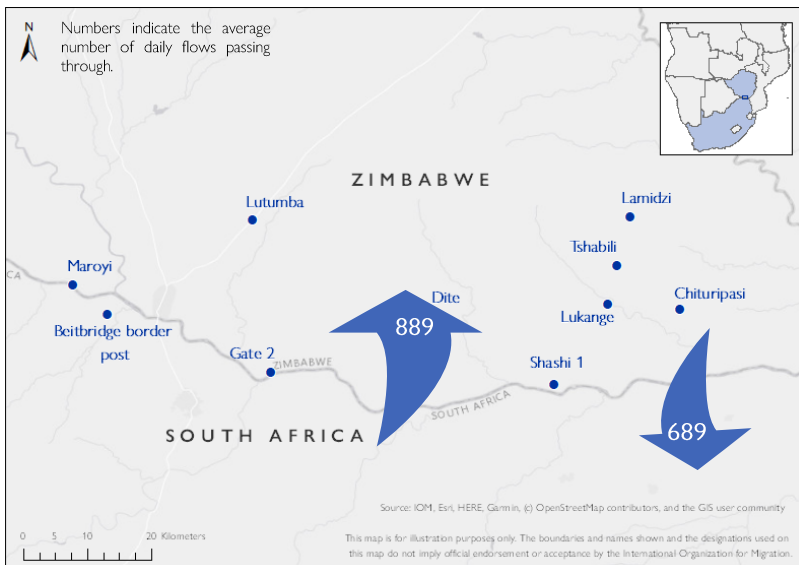 N
Numbers indicate the average
number of daily flows passing
through.
ZIMBABWE
Lutumba
Lamidzi
Tshabili
Maroyi
CA
Dite
Chituripasi
Lukange
Beitbridge border
post
889
Gate 2
ZIMBABWE
Shashi 1
SOUTH AFRICA
SOUTH AFRICA
689
Source: IOM, Esri, HERE, Garmin, (c) OpenStreetMap contributors, and the GIS user community
0 5 10 20 Kilometers
This map is for illustration purposes only. The boundaries and names shown and the designations used on
this map do not imply official endorsement or acceptance by the International Organization for Migration.